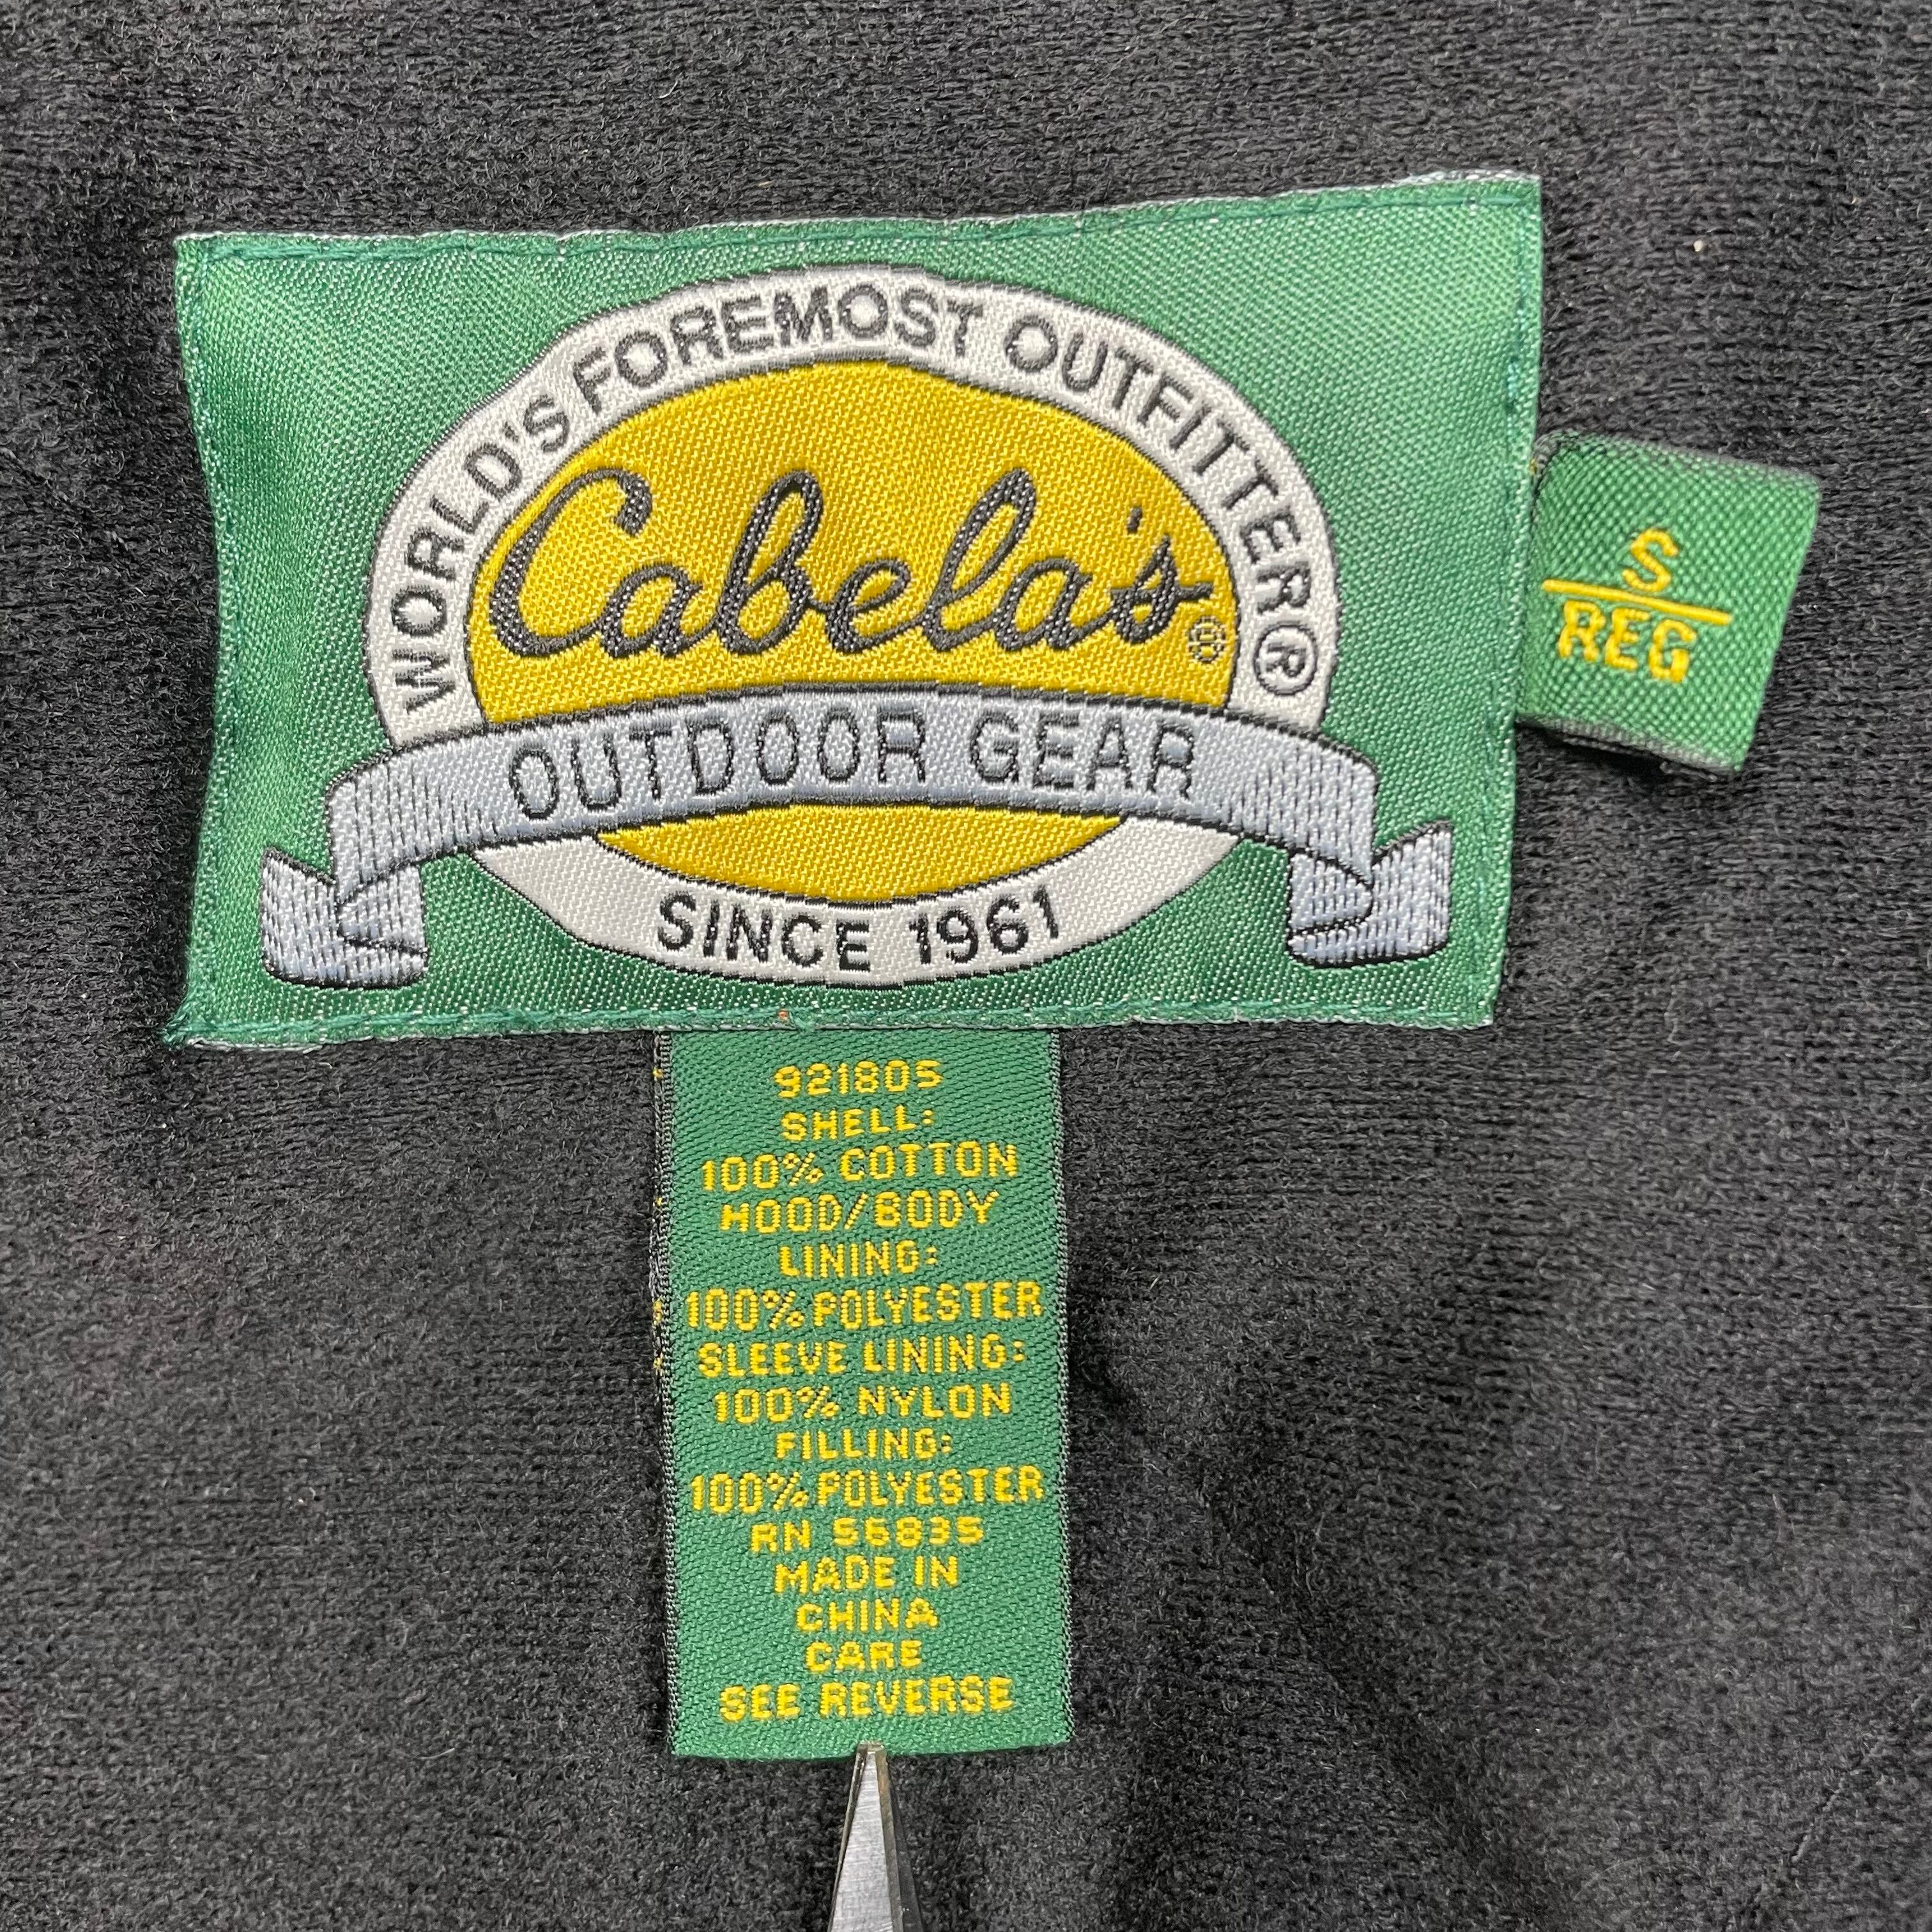 WORLD'S FOREMOST OUTFITTER®
Cabela's®
OUTDOOR GEAR
SINCE 1961
S
REG
921805
SHELL:
100% COTTON
HOOD/BODY
LINING:
100% POLYESTER
SLEEVE LINING:
100% NYLON
FILLING:
100% POLYESTER
RN 56835
MADE IN
CHINA
CARE
SEE REVERSE